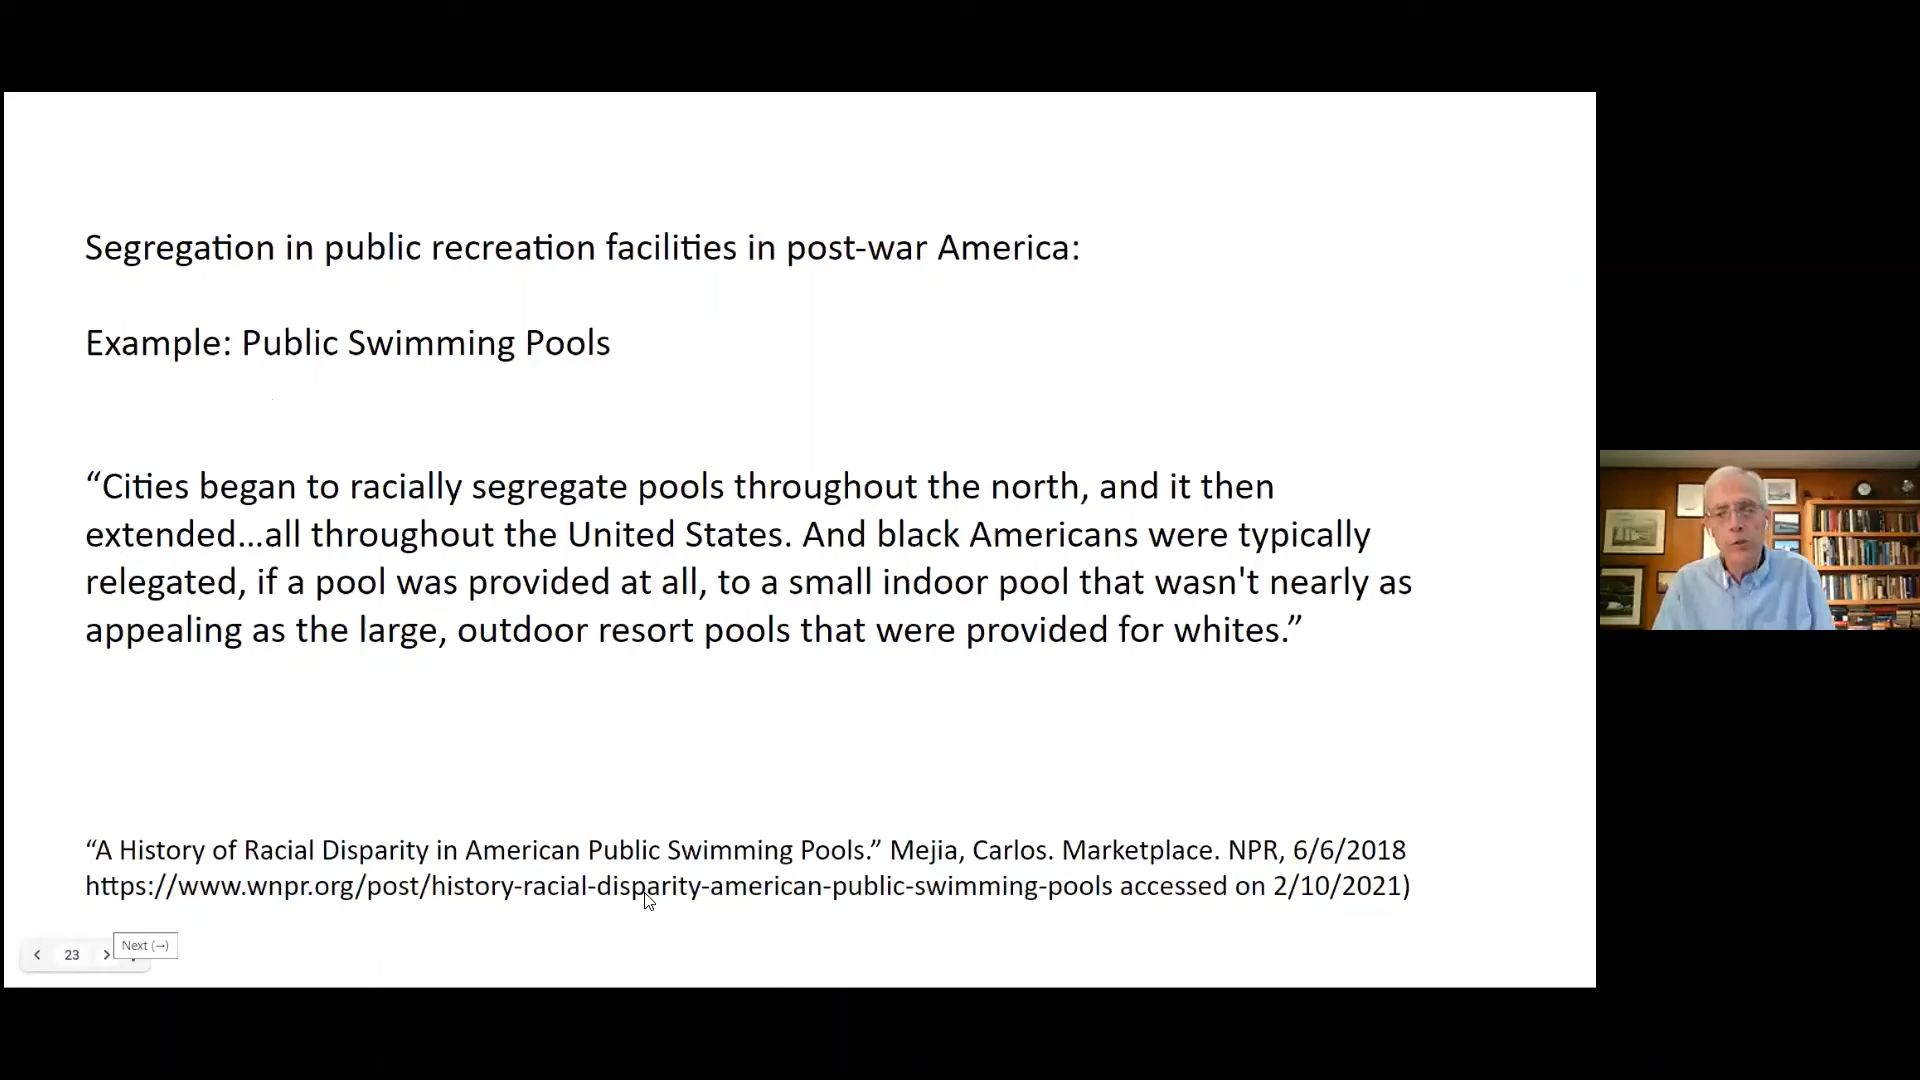 Segregation in public recreation facilities in post-war America:
Example: Public Swimming Pools
“Cities began to racially segregate pools throughout the north, and it then
extended...all throughout the United States. And black Americans were typically
relegated, if a pool was provided at all, to a small indoor pool that wasn't nearly as
appealing as the large, outdoor resort pools that were provided for whites.”
“A History of Racial Disparity in American Public Swimming Pools.” Mejia, Carlos. Marketplace. NPR, 6/6/2018
https://www.wnpr.org/post/history-racial-disparity-american-public-swimming-pools accessed on 2/10/2021)
23
Next (→)